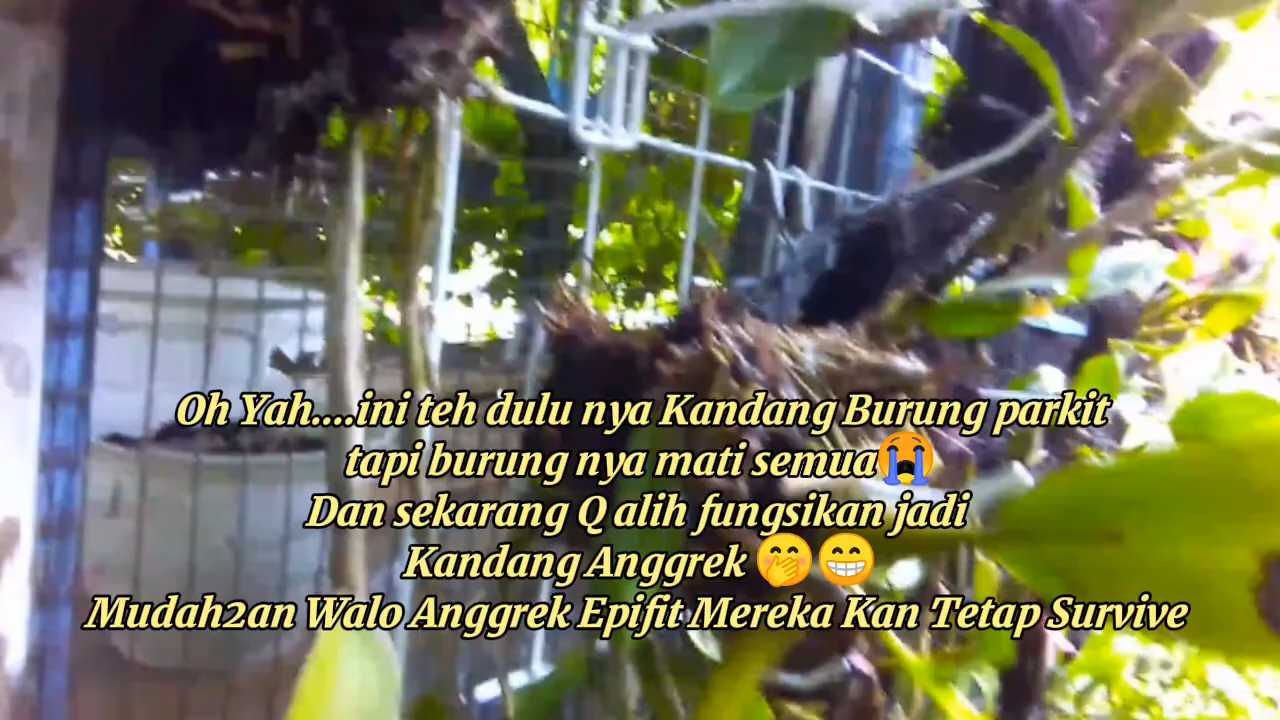 Oh Yah....ini teh dulu nya Kandang Burung parkit
tapi burung nya mati semua😭
Dan sekarang Q alih fungsikan jadi
Kandang Anggrek 🤭😁
Mudah2an Walo Anggrek Epifit Mereka Kan Tetap Survive